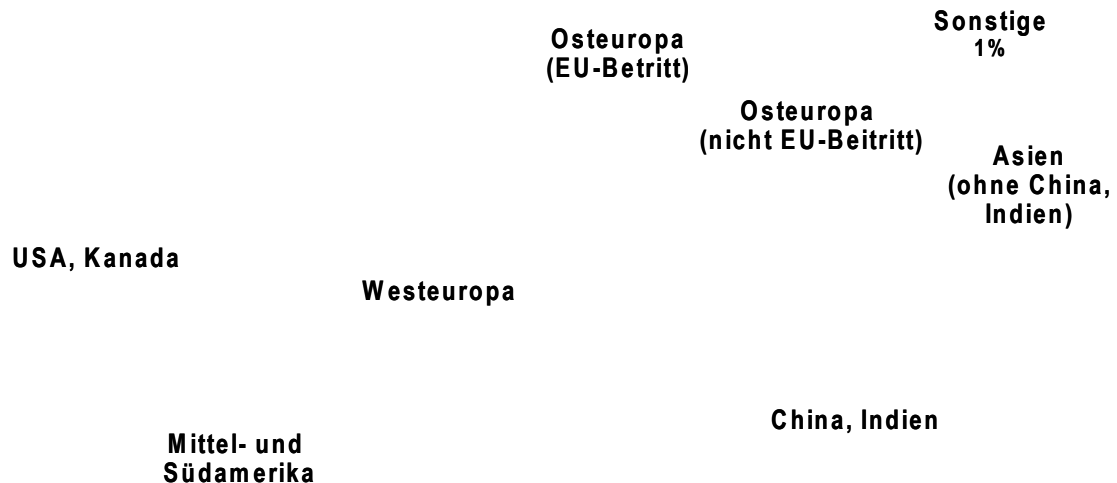 Sonstige
1%
Osteuropa
(EU-Betritt)
Osteuropa
(nicht EU-Beitritt)
Asien
(ohne China,
Indien)
USA, Kanada
Westeuropa
China, Indien
Mittel- und
Südamerika